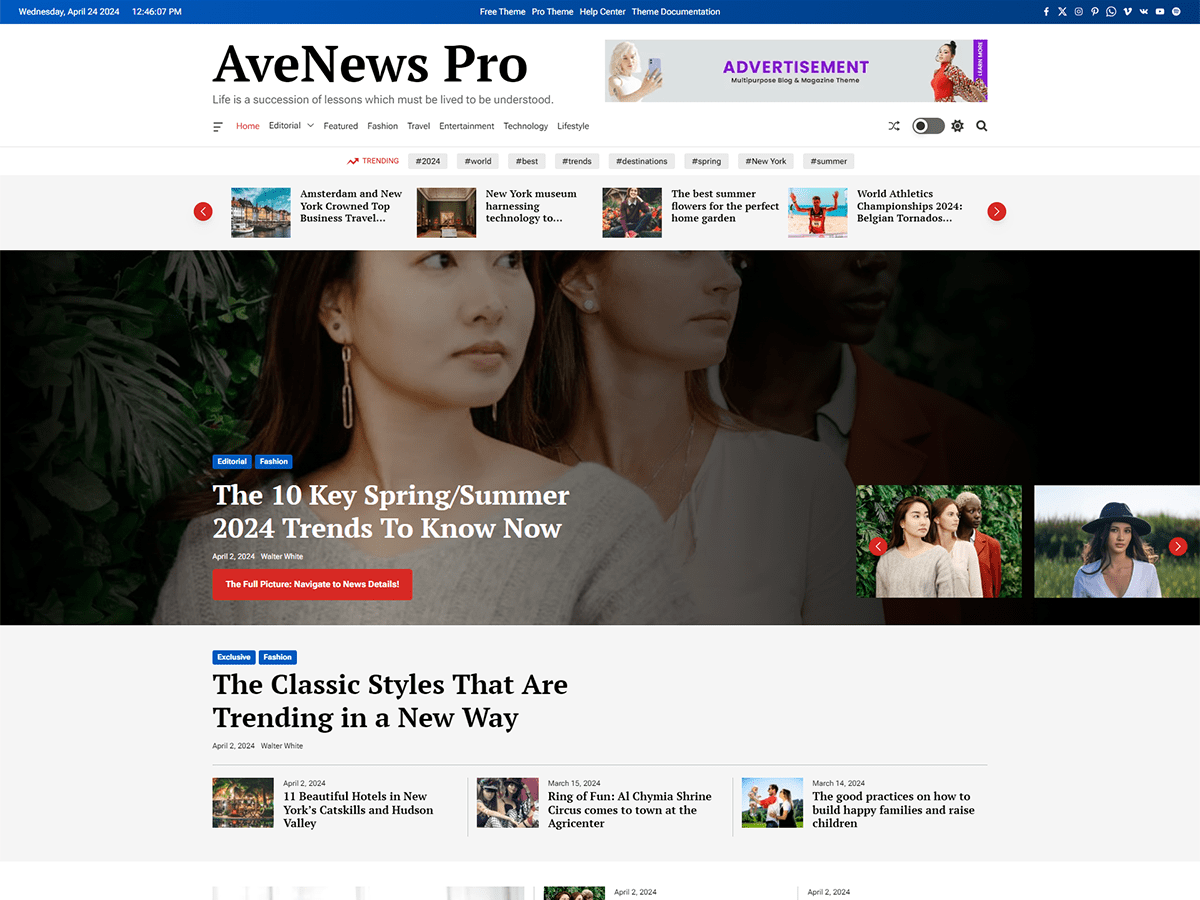 Wednesday, April 24 2024 12:46:07 PM
Free Theme Pro Theme Help Center Theme Documentation
AveNews Pro
Life is a succession of lessons which must be lived to be understood.
ADVERTISEMENT
Multipurpose Blog & Magazine Theme
LEARN MORE
Home Editorial Featured Fashion Travel Entertainment Technology Lifestyle
TRENDING #2024 #world #best #trends #destinations #spring #New York #summer
Amsterdam and New
York Crowned Top
Business Travel...
New York museum
harnessing
technology to...
The best summer
flowers for the perfect
home garden
World Athletics
Championships 2024:
Belgian Tornados...
Editorial Fashion
The 10 Key Spring/Summer
2024 Trends To Know Now
April 2, 2024 Walter White
The Full Picture: Navigate to News Details!
Exclusive Fashion
The Classic Styles That Are
Trending in a New Way
April 2, 2024 Walter White
April 2, 2024
11 Beautiful Hotels in New
York's Catskills and Hudson
Valley
March 15, 2024
Ring of Fun: Al Chymia Shrine
Circus comes to town at the
Agricenter
March 14, 2024
The good practices on how to
build happy families and raise
children
April 2, 2024
April 2, 2024